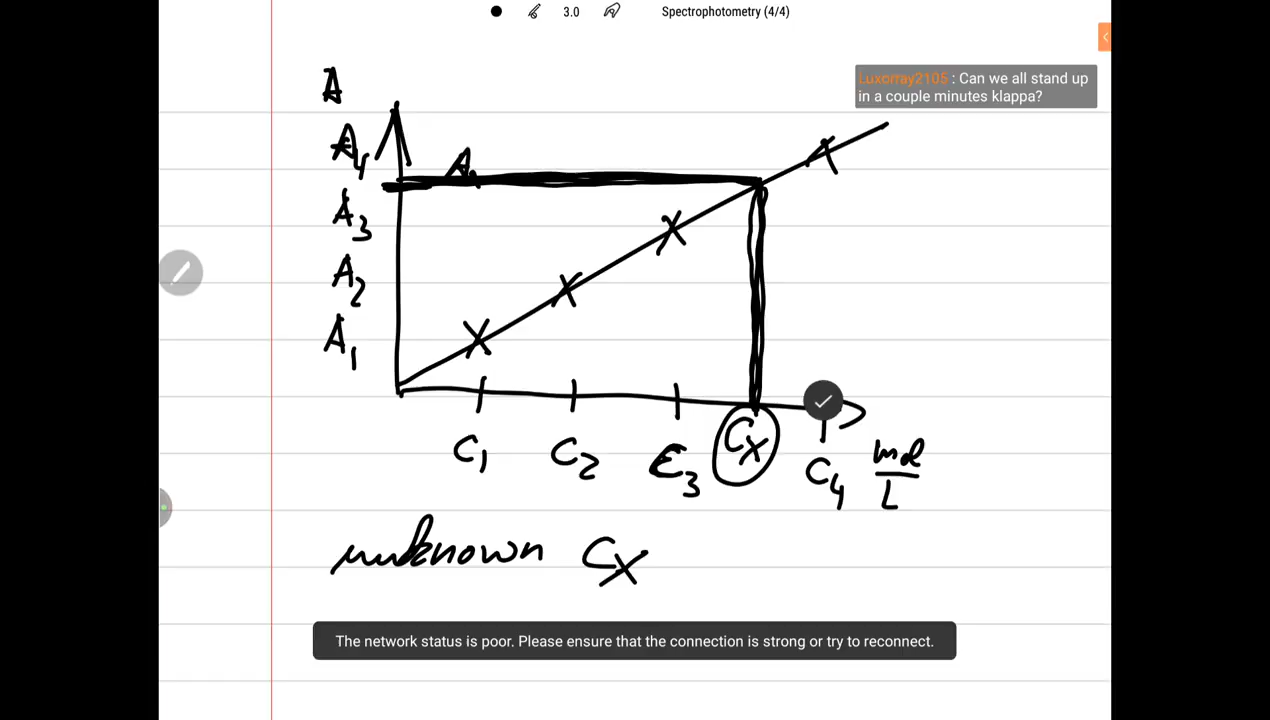 3.0
Spectrophotometry (4/4)
Luxorray2105 : Can we all stand up
in a couple minutes klappa?
A
A4
A3
A2
A1
C1 C2 C3 Cx C4 mol/L
unknown Cx
The network status is poor. Please ensure that the connection is strong or try to reconnect.